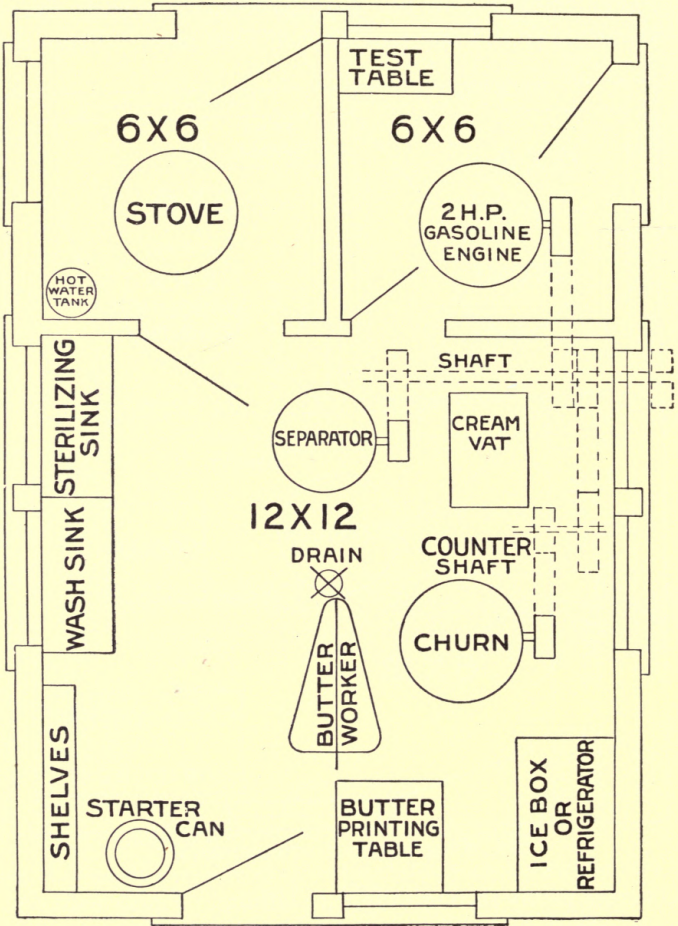 TEST
TABLE
6X6
6X6
STOVE
2 H.P.
GASOLINE
ENGINE
HOT
WATER
TANK
SHAFT
STERILIZING
SINK
SEPARATOR
CREAM
VAT
12X12
WASH SINK
DRAIN
COUNTER
SHAFT
CHURN
BUTTER
WORKER
SHELVES
STARTER
CAN
BUTTER
PRINTING
TABLE
ICE BOX
OR
REFRIGERATOR